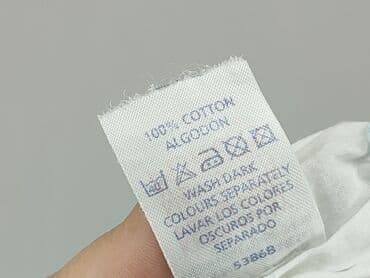 100% COTTON
ALGODON
WASH DARK
COLOURS SEPARATELY
LAVAR LOS COLORES
OSCUROS POR
SEPARADO
53868